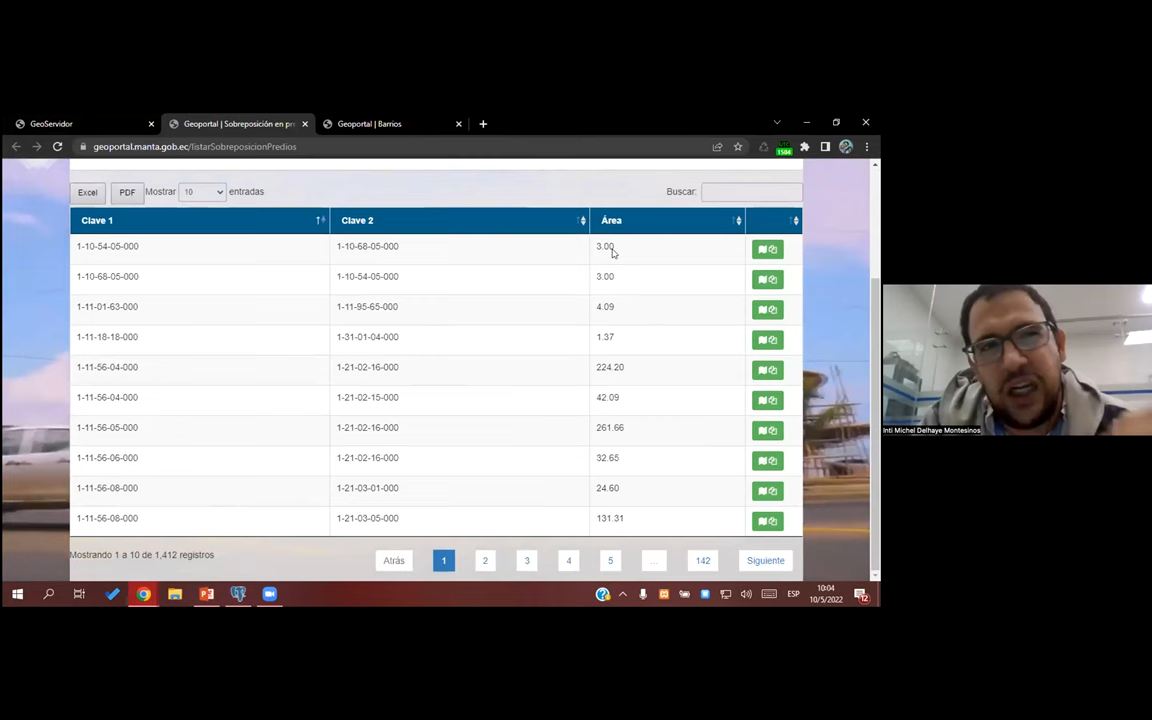 GeoServidor
Geoportal | Sobreposición en pr
Geoportal | Barrios
geoportal.manta.gob.ec/listarSobreposicionPredios
1504
Excel PDF Mostrar 10 entradas Buscar:
Clave 1 Clave 2 Área
1-10-54-05-000 1-10-68-05-000 3.00
1-10-68-05-000 1-10-54-05-000 3.00
1-11-01-63-000 1-11-95-65-000 4.09
1-11-18-18-000 1-31-01-04-000 1.37
1-11-56-04-000 1-21-02-16-000 224.20
1-11-56-04-000 1-21-02-15-000 42.09
1-11-56-05-000 1-21-02-16-000 261.66
1-11-56-06-000 1-21-02-16-000 32.65
1-11-56-08-000 1-21-03-01-000 24.60
1-11-56-08-000 1-21-03-05-000 131.31
Mostrando 1 a 10 de 1,412 registros
Atrás 1 2 3 4 5 ... 142 Siguiente
ESP
10:04
10/5/2022
12
Inti Michel Delhaye Montesinos